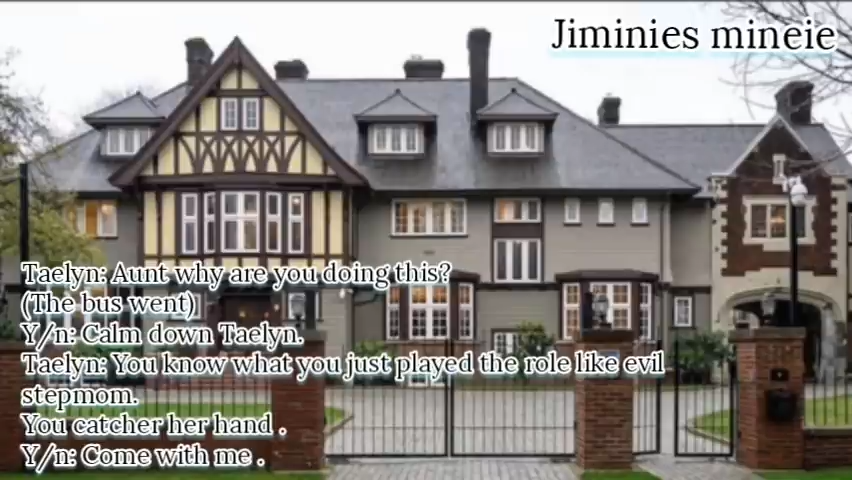 Jiminies mineie
Taelyn: Aunt why are you doing this?
(The bus went)
Y/n: Calm down Taelyn.
Taelyn: You know what you just played the role like evil
stepmom.
You catcher her hand .
Y/n: Come with me .